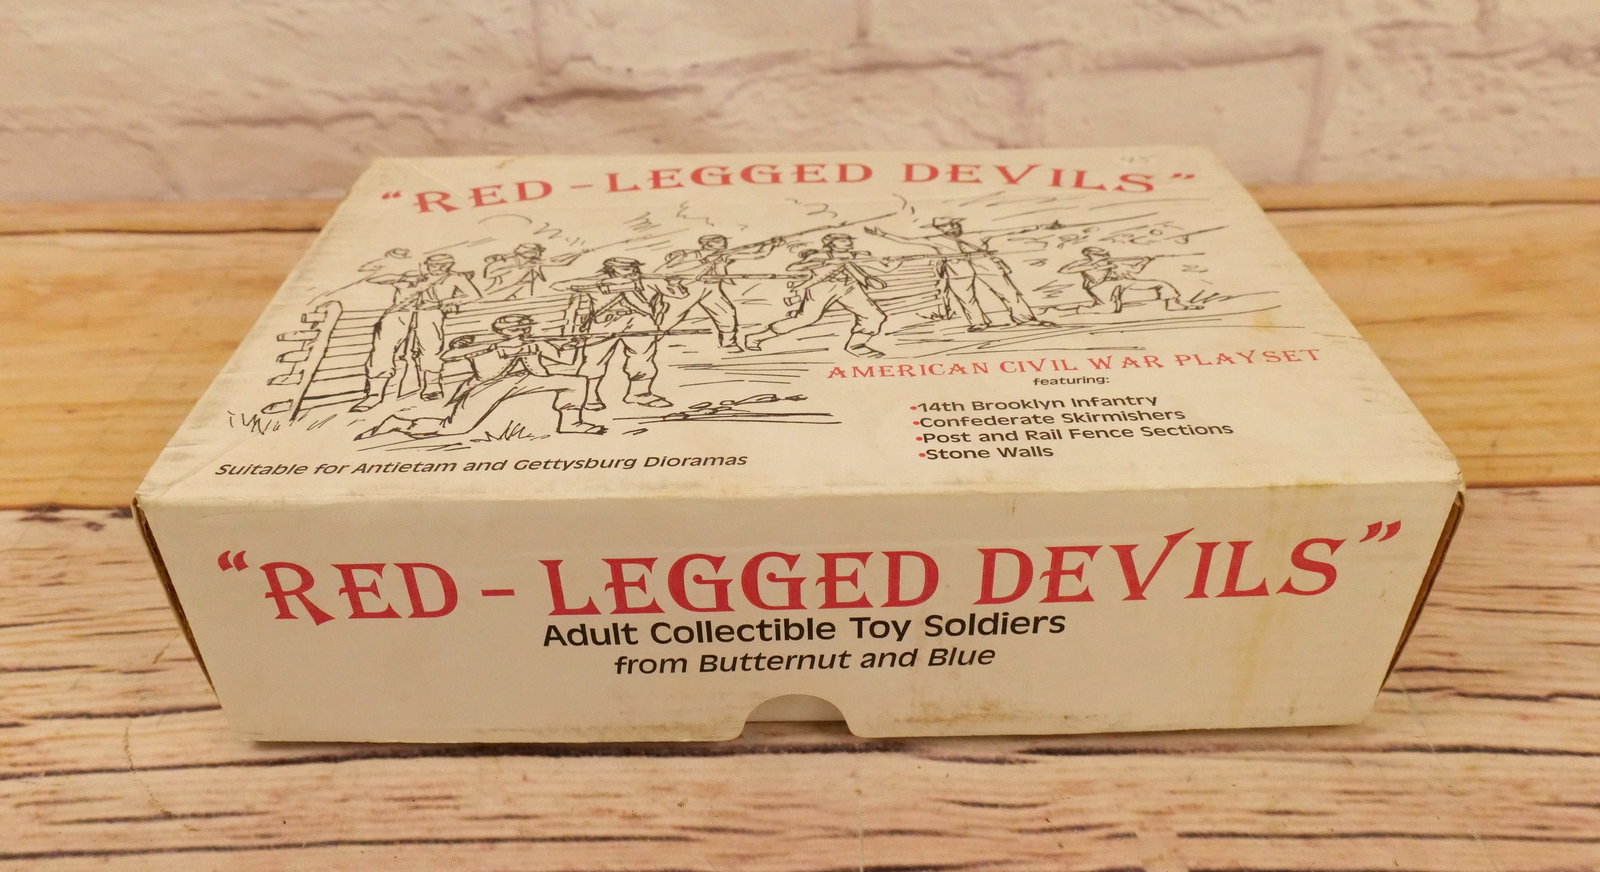 "RED-LEGGED DEVILS"
AMERICAN CIVIL WAR PLAYSET
featuring:
•14th Brooklyn Infantry
•Confederate Skirmishers
•Post and Rail Fence Sections
•Stone Walls
Suitable for Antietam and Gettysburg Dioramas
"RED-LEGGED DEVILS"
Adult Collectible Toy Soldiers
from Butternut and Blue